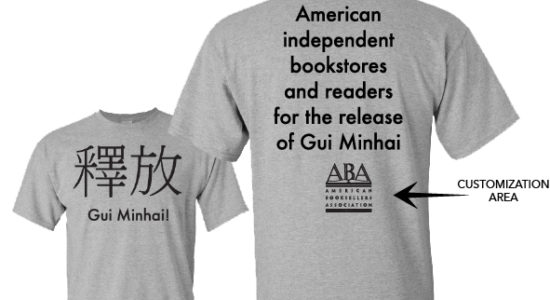 釋放
Gui Minhai!
American
independent
bookstores
and readers
for the release
of Gui Minhai
ABA
AMERICAN
BOOKSELLERS
ASSOCIATION
CUSTOMIZATION
AREA